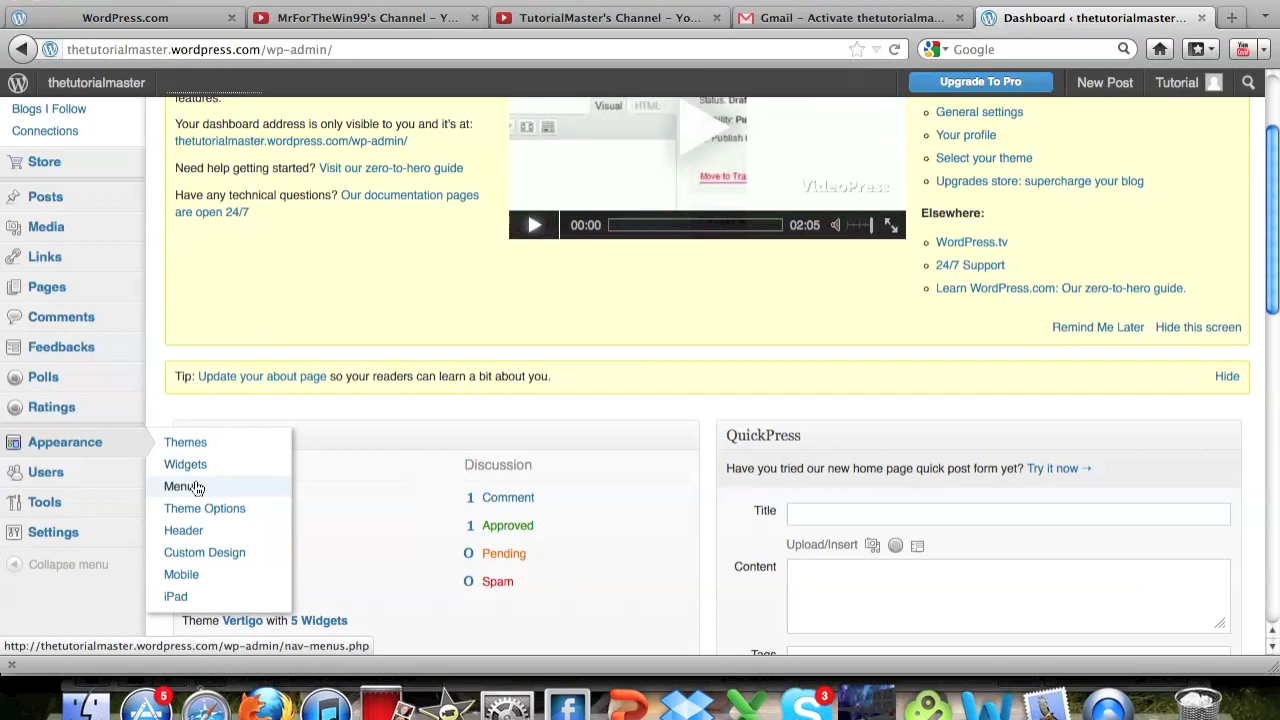 WordPress.com
MrForTheWin99's Channel - Y...
TutorialMaster's Channel - Yo...
Gmail - Activate thetutorialma...
Dashboard ‹ thetutorialmaster...
thetutorialmaster.wordpress.com/wp-admin/
Google
thetutorialmaster
Upgrade To Pro
New Post
Tutorial
Blogs I Follow
Connections
Store
Posts
Media
Links
Pages
Comments
Feedbacks
Polls
Ratings
Appearance
Users
Tools
Settings
Collapse menu
Themes
Widgets
Menus
Theme Options
Header
Custom Design
Mobile
iPad
features.
Your dashboard address is only visible to you and it's at:
thetutorialmaster.wordpress.com/wp-admin/
Need help getting started? Visit our zero-to-hero guide
Have any technical questions? Our documentation pages
are open 24/7
Visual HTML
Status: Draf
bility: Pu
Publish i
Move to Tra
VideoPress
00:00
02:05
General settings
Your profile
Select your theme
Upgrades store: supercharge your blog
Elsewhere:
WordPress.tv
24/7 Support
Learn WordPress.com: Our zero-to-hero guide.
Remind Me Later Hide this screen
Tip: Update your about page so your readers can learn a bit about you.
Hide
Discussion
1 Comment
1 Approved
0 Pending
0 Spam
Theme Vertigo with 5 Widgets
QuickPress
Have you tried our new home page quick post form yet? Try it now →
Title
Upload/Insert
Content
Tags
http://thetutorialmaster.wordpress.com/wp-admin/nav-menus.php
5
3